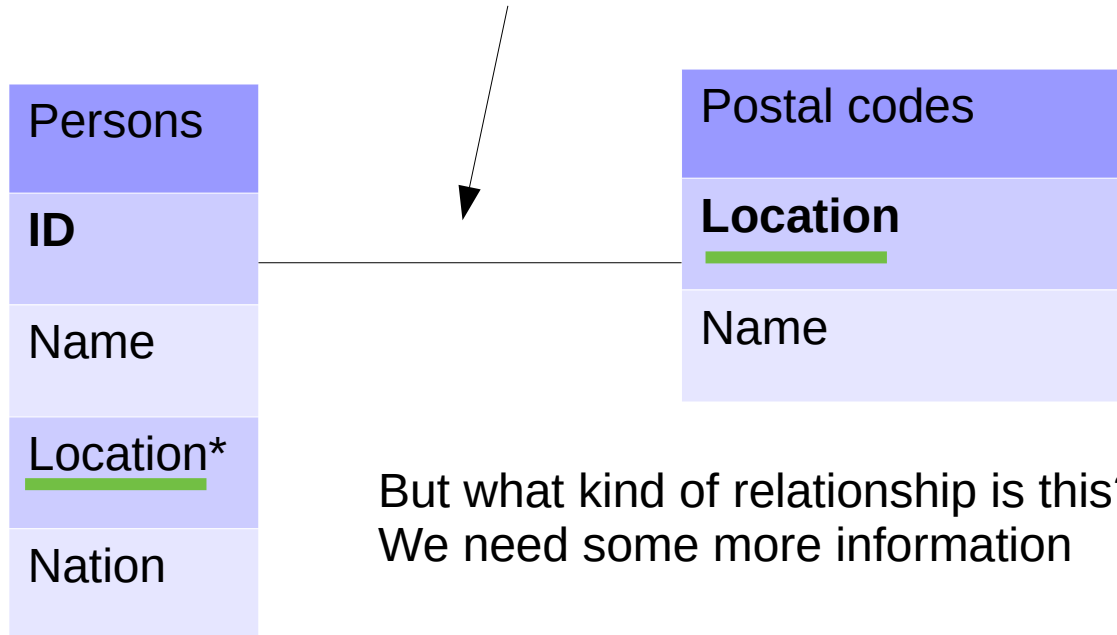 Persons
ID
Name
Location*
Nation
Postal codes
Location
Name
But what kind of relationship is this?
We need some more information